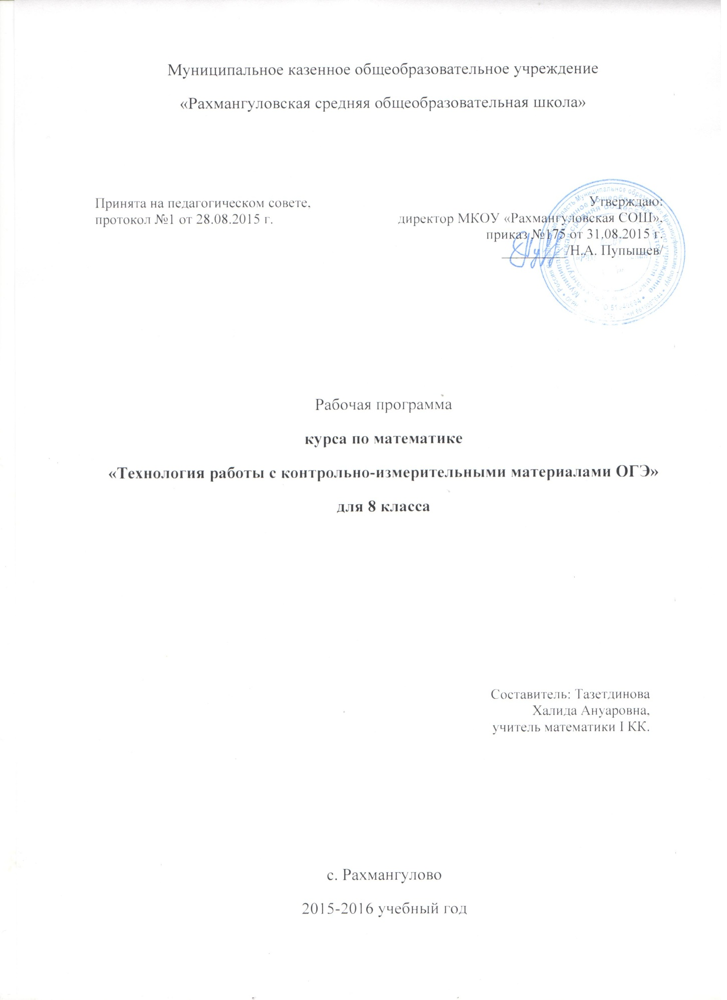 Муниципальное казенное общеобразовательное учреждение
«Рахмангуловская средняя общеобразовательная школа»
Принята на педагогическом совете,
протокол №1 от 28.08.2015 г.
Утверждаю:
директор МКОУ «Рахмангуловская СОШ»,
приказ №175 от 31.08.2015 г.
/Н.А. Пупышев/
Рабочая программа
курса по математике
«Технология работы с контрольно-измерительными материалами ОГЭ»
для 8 класса
Составитель: Тазетдинова
Халида Ануаровна,
учитель математики I КК.
с. Рахмангулово
2015-2016 учебный год